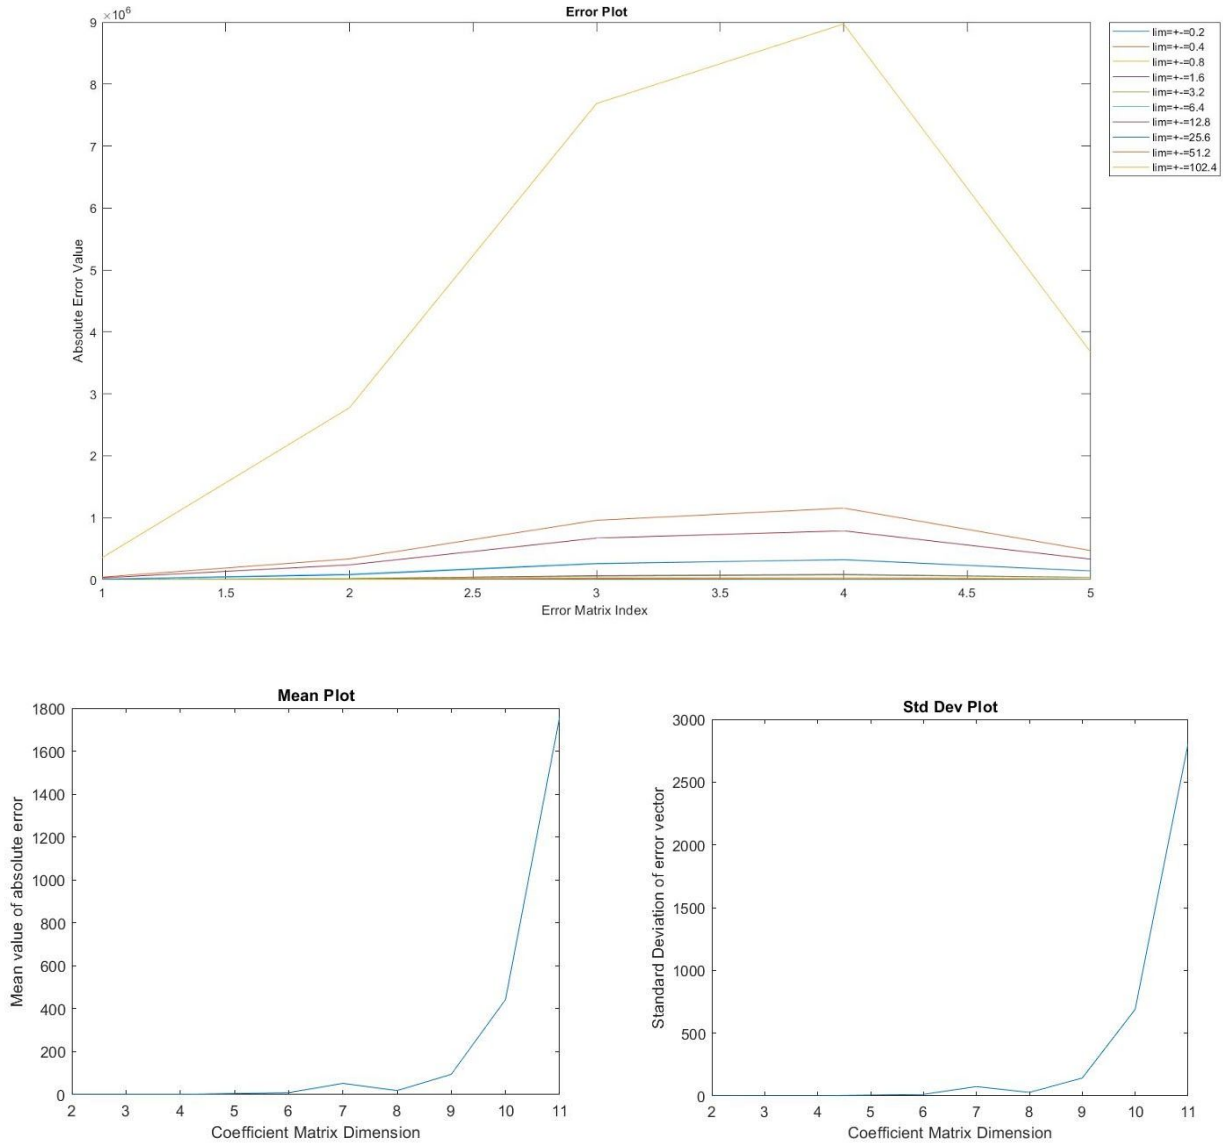 Error Plot
×10^6
9
8
7
6
5
4
3
2
1
0
Absolute Error Value
1 1.5 2 2.5 3 3.5 4 4.5 5
Error Matrix Index
lim=+-=0.2
lim=+-=0.4
lim=+-=0.8
lim=+-=1.6
lim=+-=3.2
lim=+-=6.4
lim=+-=12.8
lim=+-=25.6
lim=+-=51.2
lim=+-=102.4
Mean Plot
1800
1600
1400
1200
1000
800
600
400
200
0
Mean value of absolute error
2 3 4 5 6 7 8 9 10 11
Coefficient Matrix Dimension
Std Dev Plot
3000
2500
2000
1500
1000
500
0
Standard Deviation of error vector
2 3 4 5 6 7 8 9 10 11
Coefficient Matrix Dimension